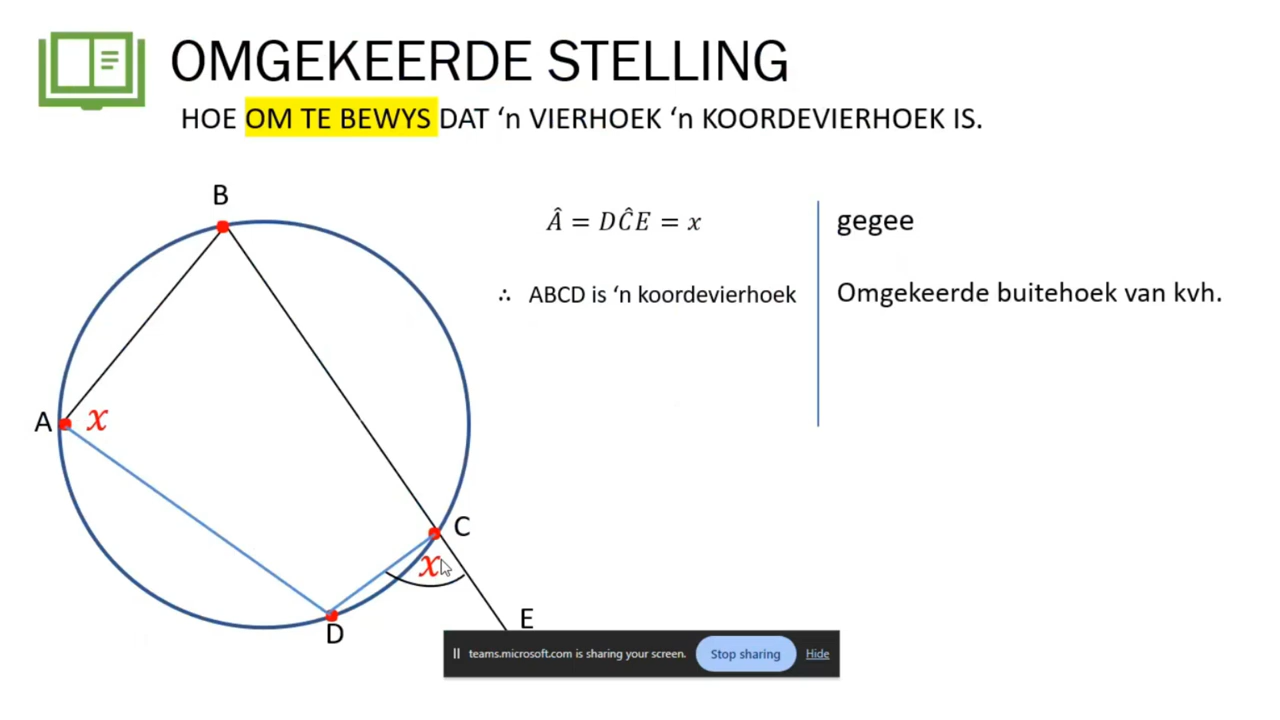 OMGEKEERDE STELLING
HOE OM TE BEWYS DAT ‘n VIERHOEK ‘n KOORDEVIERHOEK IS.
B
Â = DĈE = x
gegee
∴ ABCD is ‘n koordevierhoek
Omgekeerde buitehoek van kvh.
A x
C
x
E
D
teams.microsoft.com is sharing your screen. Stop sharing Hide